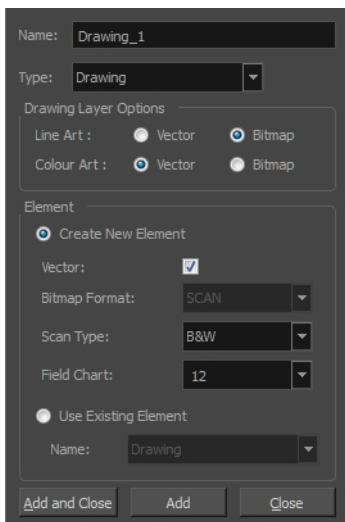 Name: Drawing_1
Type: Drawing
Drawing Layer Options
Line Art : Vector Bitmap
Colour Art : Vector Bitmap
Element
Create New Element
Vector:
Bitmap Format: SCAN
Scan Type: B&W
Field Chart: 12
Use Existing Element
Name: Drawing
Add and Close Add Close